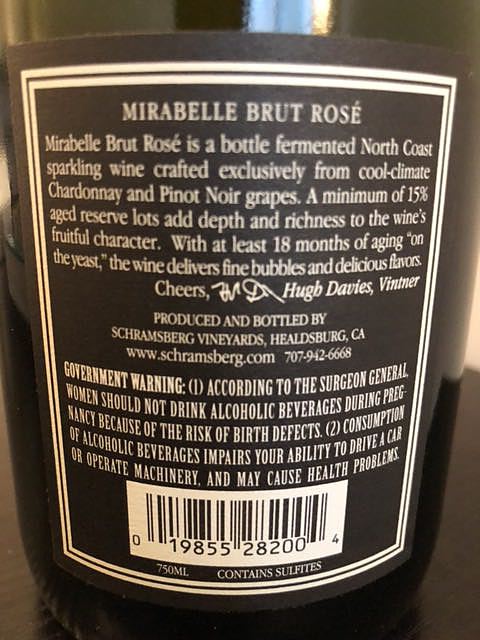 MIRABELLE BRUT ROSÉ
Mirabelle Brut Rosé is a bottle fermented North Coast
sparkling wine crafted exclusively from cool-climate
Chardonnay and Pinot Noir grapes. A minimum of 15%
aged reserve lots add depth and richness to the wine's
fruitful character. With at least 18 months of aging "on
the yeast," the wine delivers fine bubbles and delicious flavors.
Cheers, Hugh Davies, Vintner
PRODUCED AND BOTTLED BY
SCHRAMSBERG VINEYARDS, HEALDSBURG, CA
www.schramsberg.com 707-942-6668
GOVERNMENT WARNING: (1) ACCORDING TO THE SURGEON GENERAL,
WOMEN SHOULD NOT DRINK ALCOHOLIC BEVERAGES DURING PREG-
NANCY BECAUSE OF THE RISK OF BIRTH DEFECTS. (2) CONSUMPTION
OF ALCOHOLIC BEVERAGES IMPAIRS YOUR ABILITY TO DRIVE A CAR
OR OPERATE MACHINERY, AND MAY CAUSE HEALTH PROBLEMS.
0 19855 28200 4
750ML CONTAINS SULFITES